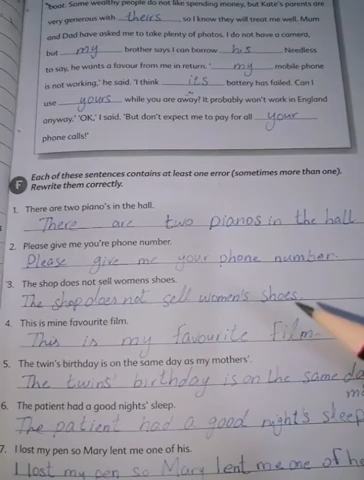 boat. Some wealthy people do not like spending money, but Kate's parents are
very generous with theirs so I know they will treat me well. Mum
and Dad have asked me to take plenty of photos. I do not have a camera,
but my brother says I can borrow his. Needless
to say, he wants a favour from me in return. ' my mobile phone
is not working,' he said. 'I think its battery has failed. Can I
use yours while you are away? It probably won't work in England
anyway.' 'OK,' I said. 'But don't expect me to pay for all your
phone calls!'
F Each of these sentences contains at least one error (sometimes more than one).
Rewrite them correctly.
1. There are two piano's in the hall.
There are two pianos in the hall
2. Please give me you're phone number.
Please give me your phone number.
3. The shop does not sell womens shoes.
The shop does not sell women's shoes.
4. This is mine favourite film.
This is my favourite film.
5. The twin's birthday is on the same day as my mothers'.
The twins' birthday is on the same da
6. The patient had a good nights' sleep.
The patient had a good night's sleep
7. I lost my pen so Mary lent me one of his.
I lost my pen so Mary lent me one of he